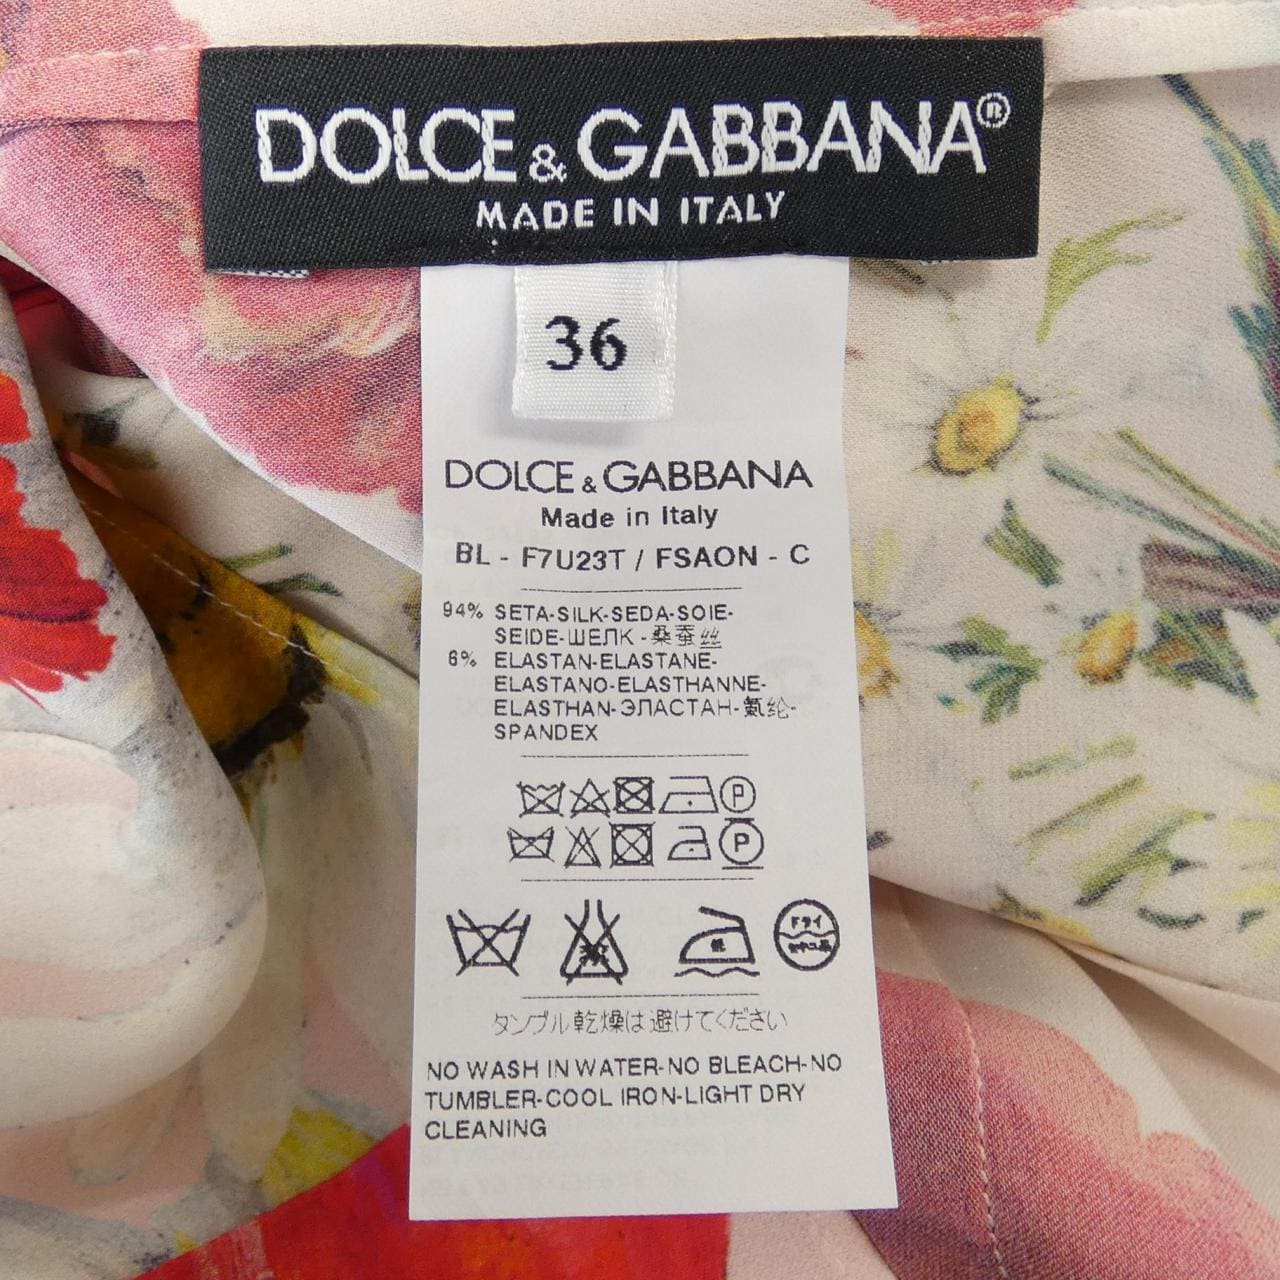 DOLCE & GABBANA®
MADE IN ITALY
36
DOLCE & GABBANA
Made in Italy
BL - F7U23T / FSAON - C
94% SETA-SILK-SEDA-SOIE-
SEIDE-ШЕЛК -桑蚕丝
6% ELASTAN-ELASTANE-
ELASTANO-ELASTHANNE-
ELASTHAN-ЭЛАСТАН-氨纶-
SPANDEX
P
P
ドライ
タンブル乾燥は避けてください
NO WASH IN WATER-NO BLEACH-NO
TUMBLER-COOL IRON-LIGHT DRY
CLEANING